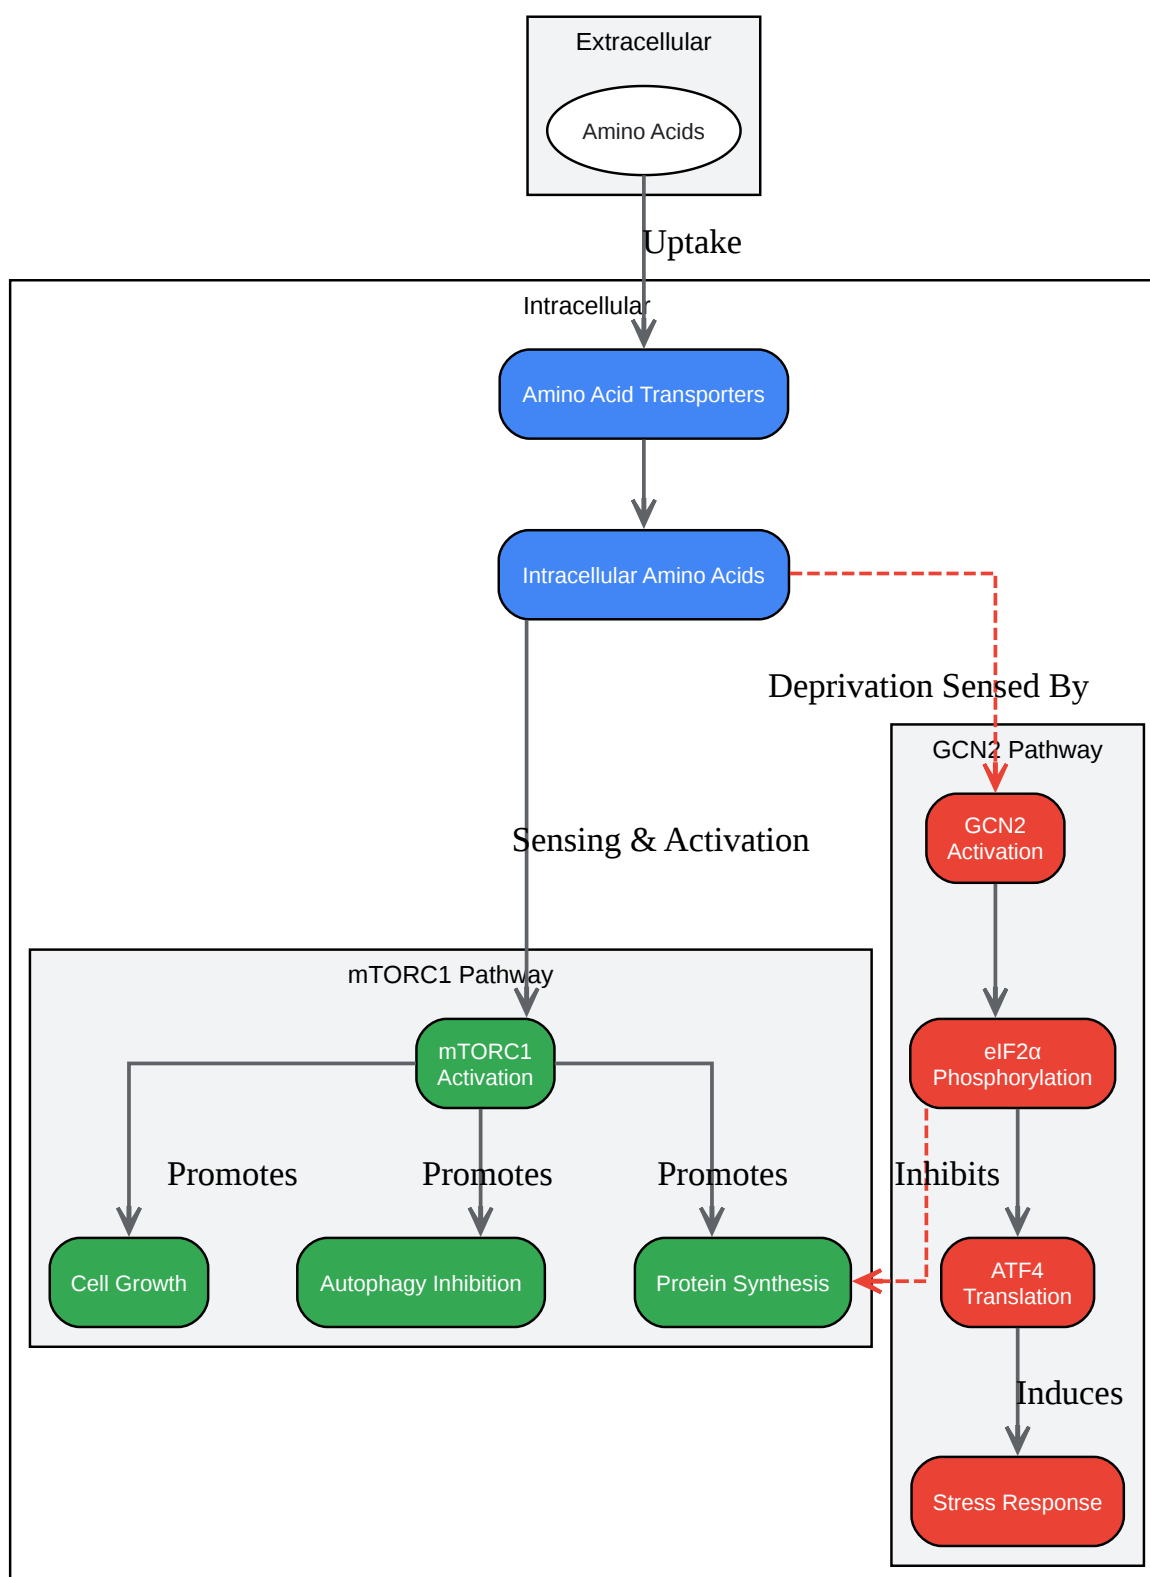 Extracellular
Amino Acids
Uptake
Intracellular
Amino Acid Transporters
Intracellular Amino Acids
Deprivation Sensed By
GCN2 Pathway
GCN2
Activation
Sensing & Activation
mTORC1 Pathway
mTORC1
Activation
eIF2α
Phosphorylation
Promotes
Promotes
Promotes
Inhibits
Cell Growth
Autophagy Inhibition
Protein Synthesis
ATF4
Translation
Induces
Stress Response